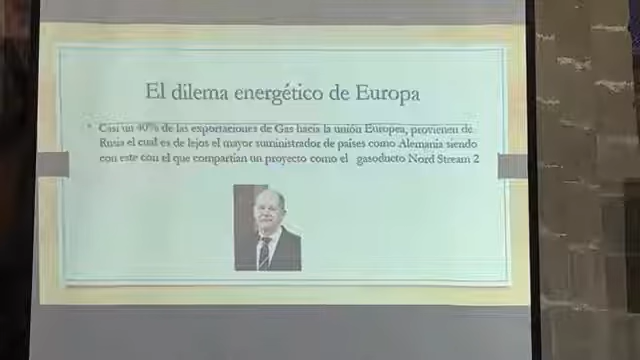 El dilema energético de Europa
Casi un 40% de las exportaciones de Gas hacia la unión Europea, provienen de
Rusia el cual es de lejos el mayor suministrador de países como Alemania siendo
con este con el que compartían un proyecto como el gasoducto Nord Stream 2